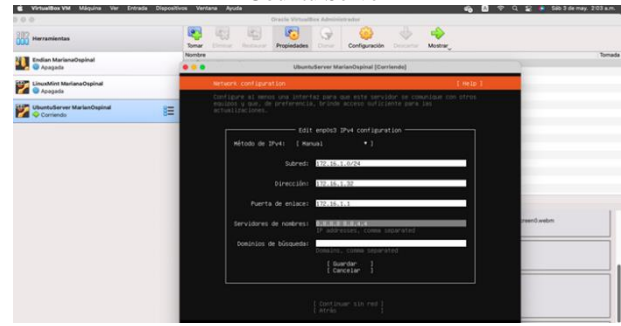 VirtualBox VM Máquina Ver Entrada Dispositivos Ventana Ayuda
Sáb 3 de may. 2:03 a.m.
Oracle VirtualBox Administrador
Herramientas
Tomar Eliminar Restaurar Propiedades Clonar Configuración Descartar Mostrar
Nombre Tomada
Endian MarianaOspinal
Apagada
LinuxMint MarianaOspinal
Apagada
UbuntuServer MarianOspinal
Corriendo
UbuntuServer MarianOspinal [Corriendo]
Network configuration [ Help ]
Configure al menos una interfaz para que este servidor se comunique con otros
equipos y que, de preferencia, brinde acceso suficiente para las
actualizaciones.
Edit enp0s3 IPv4 configuration
Método de IPv4: [ Manual ▾ ]
Subred: 172.16.1.0/24
Dirección: 172.16.1.32
Puerta de enlace: 172.16.1.1
Servidores de nombres:
IP addresses, comma separated
Dominios de búsqueda:
Domains, comma separated
[ Guardar ]
[ Cancelar ]
[ Continuar sin red ]
[ Atrás ]